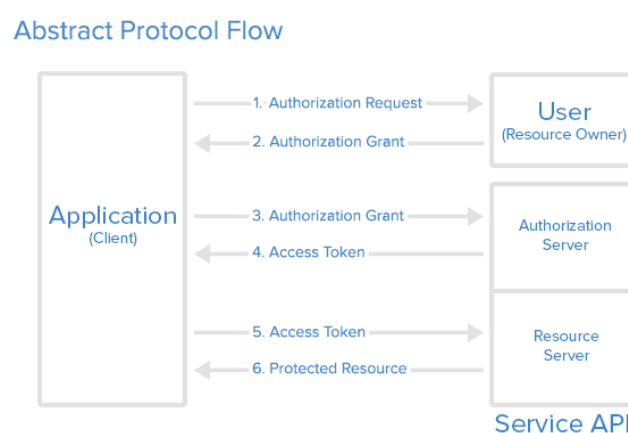 Abstract Protocol Flow
1. Authorization Request
User
(Resource Owner)
2. Authorization Grant
Application
(Client)
3. Authorization Grant
Authorization
Server
4. Access Token
5. Access Token
Resource
Server
6. Protected Resource
Service API